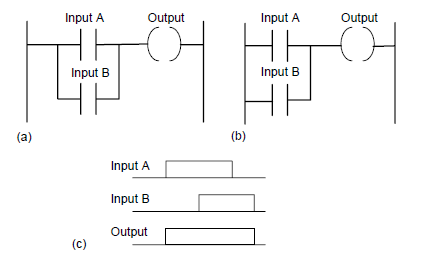 Input A Output Input A Output
Input B Input B
(a) (b)
Input A
Input B
Output
(c)